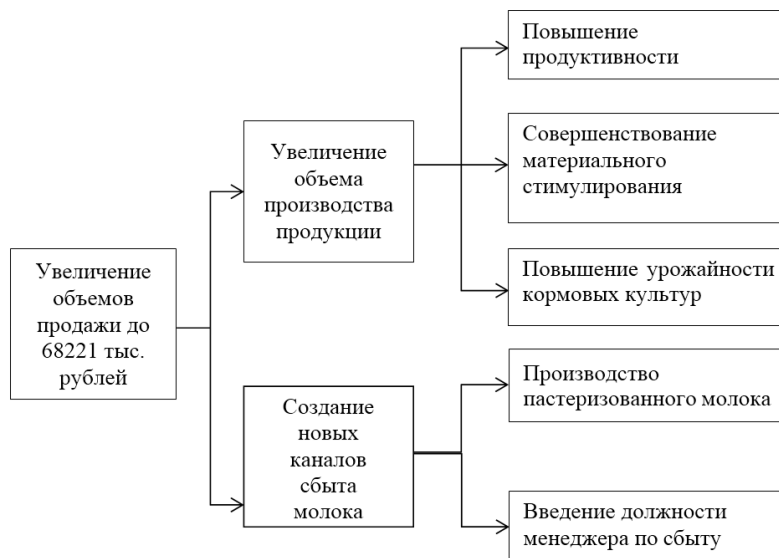 Увеличение
объемов
продажи до
68221 тыс.
рублей
Увеличение
объема
производства
продукции
Создание
новых
каналов
сбыта
молока
Повышение
продуктивности
Совершенствование
материального
стимулирования
Повышение урожайности
кормовых культур
Производство
пастеризованного молока
Введение должности
менеджера по сбыту